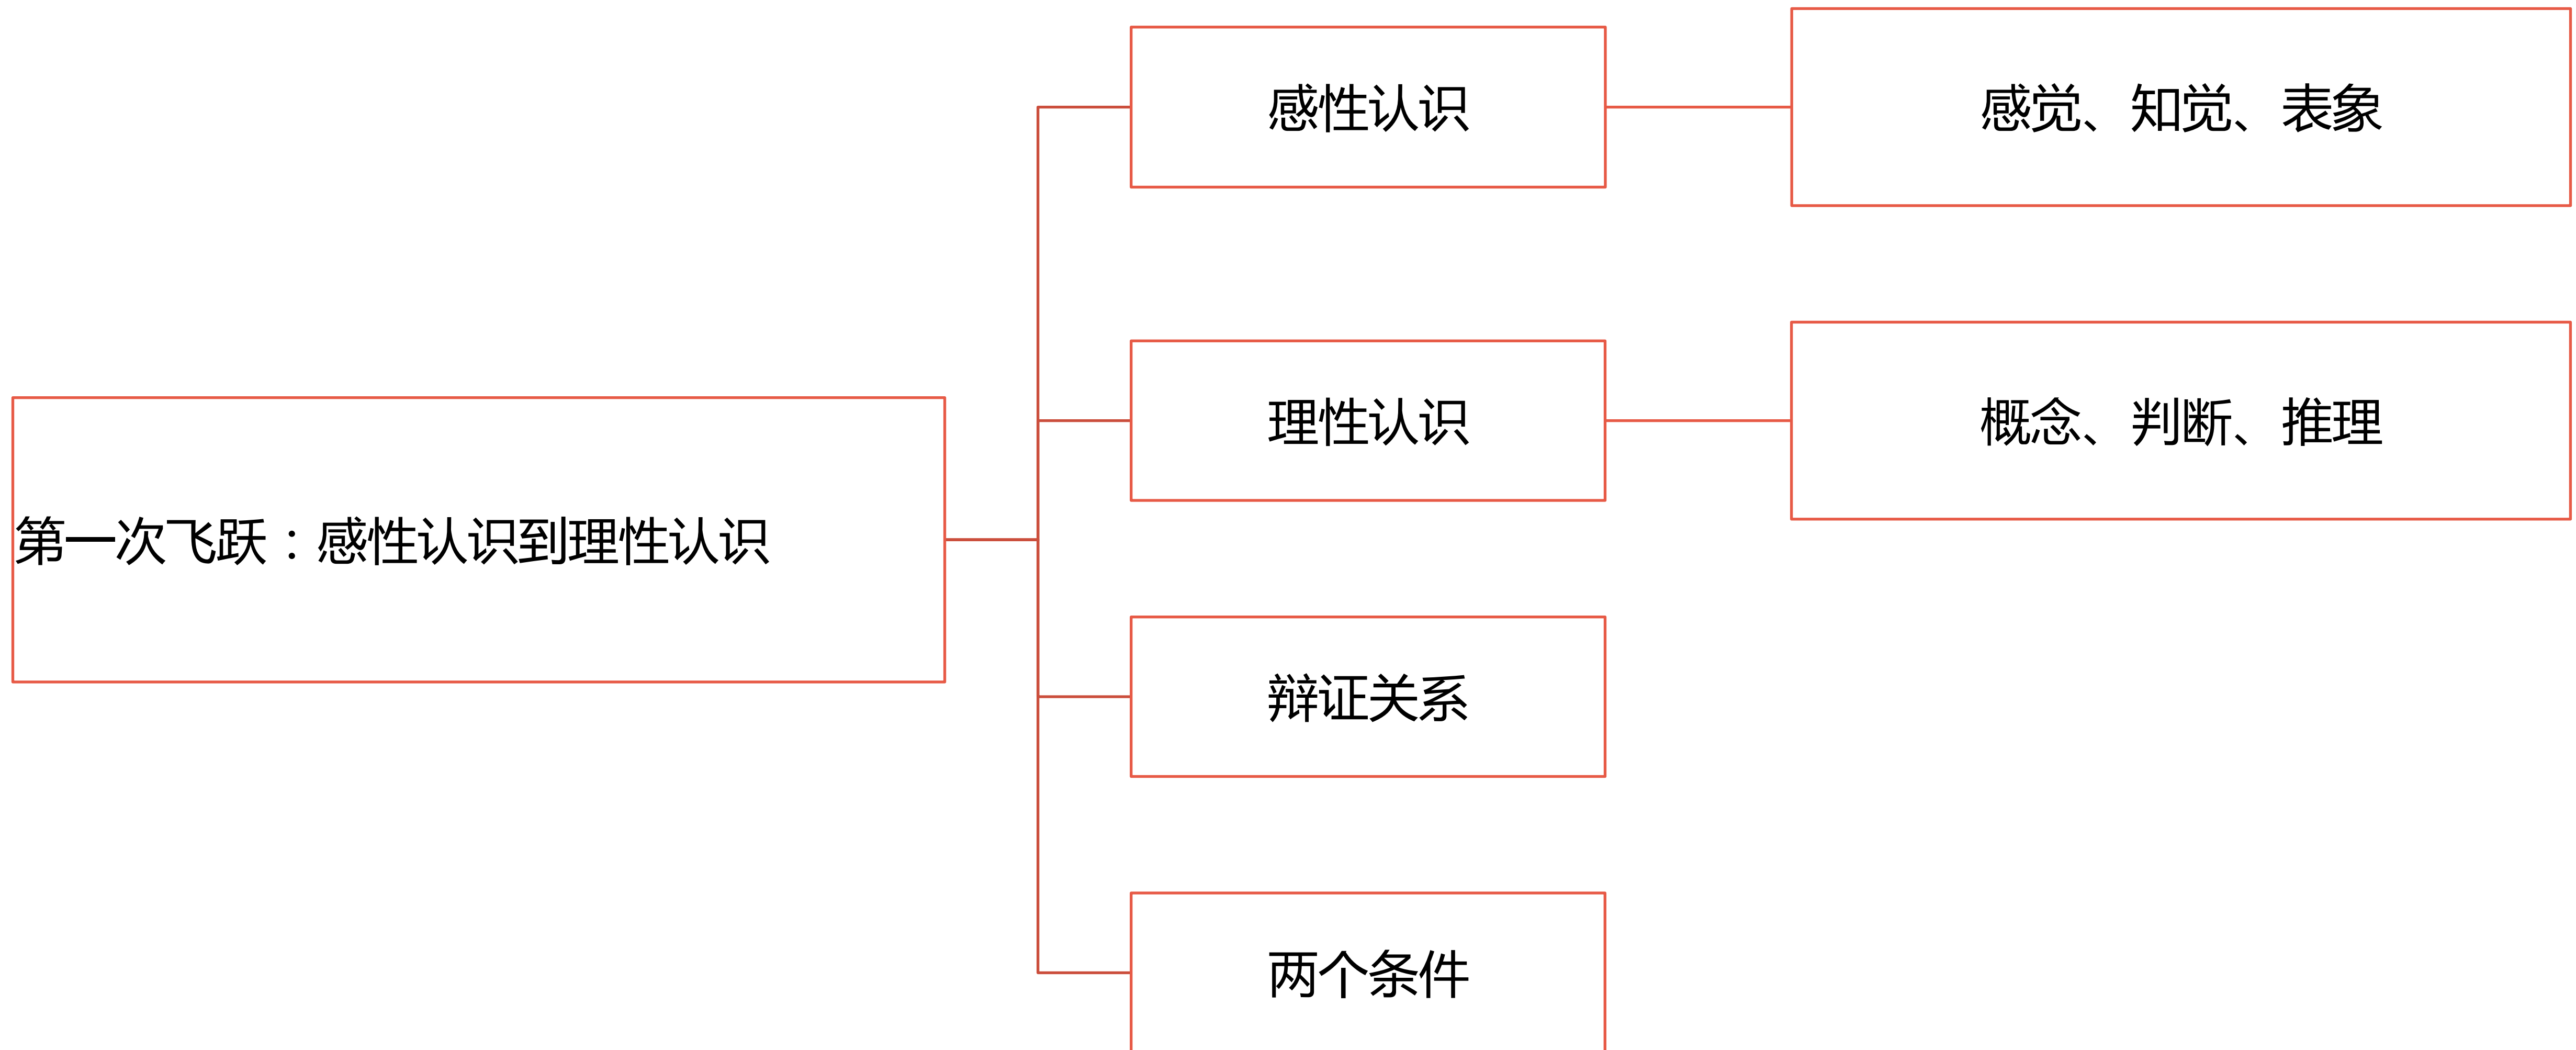 感性认识
感觉、知觉、表象
理性认识
概念、判断、推理
第一次飞跃：感性认识到理性认识
辩证关系
两个条件